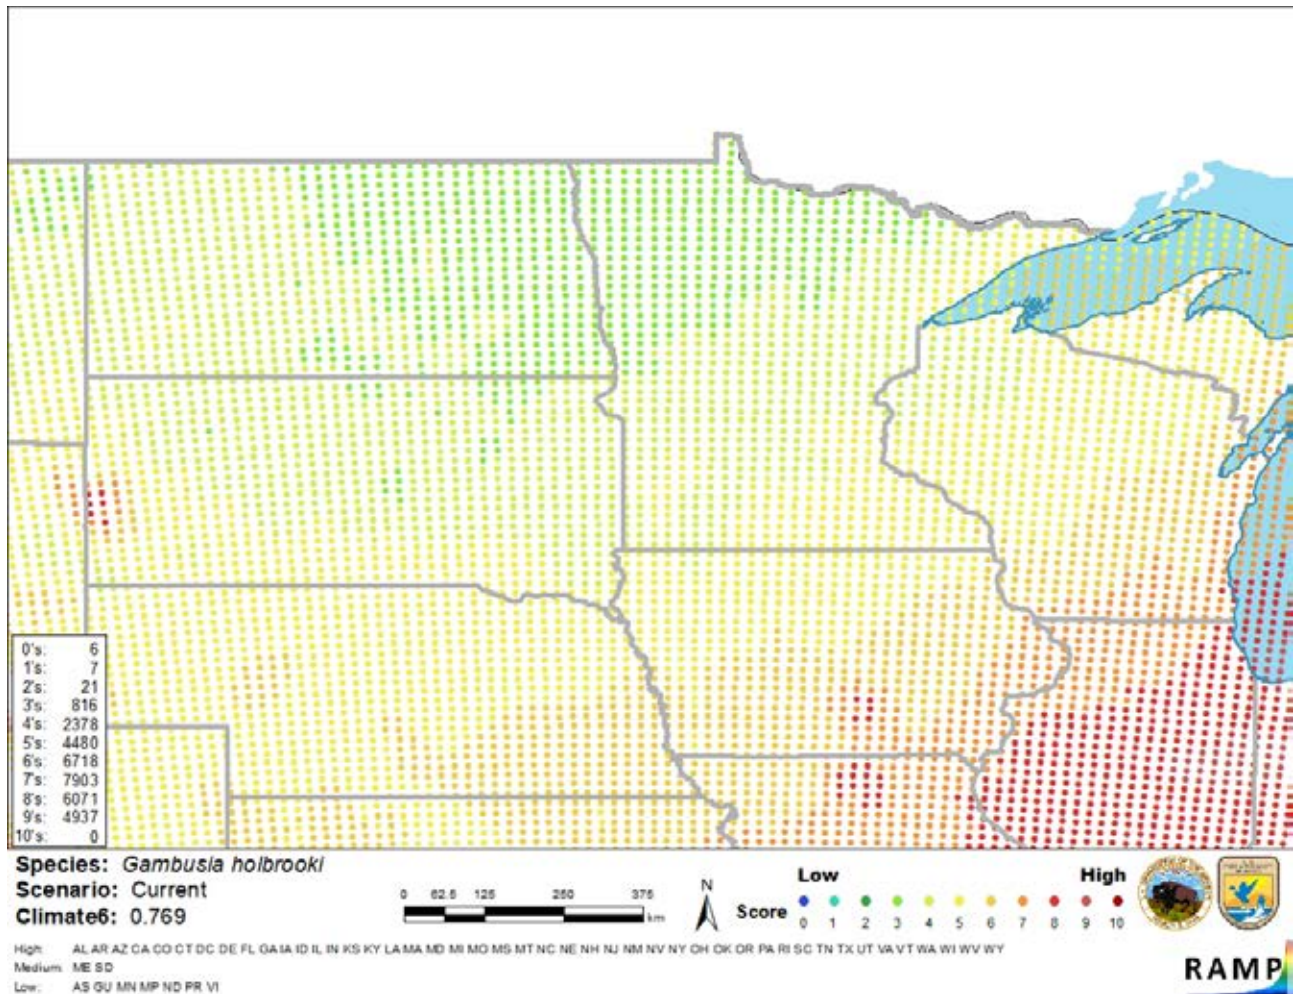 0's: 6
1's: 7
2's: 21
3's: 816
4's: 2378
5's: 4480
6's: 6718
7's: 7903
8's: 6071
9's: 4937
10's: 0
Species: Gambusia holbrooki
Scenario: Current
Climate6: 0.769
0 62.5 125 250 375
km
N
Low High
Score 0 1 2 3 4 5 6 7 8 9 10
High: AL AR AZ CA CO CT DC DE FL GA IA ID IL IN KS KY LA MA MD MI MO MS MT NC NE NH NJ NM NV NY OH OK OR PA RI SC TN TX UT VA VT WA WI WV WY
Medium: ME SD
Low: AS GU MN MP ND PR VI
RAMP